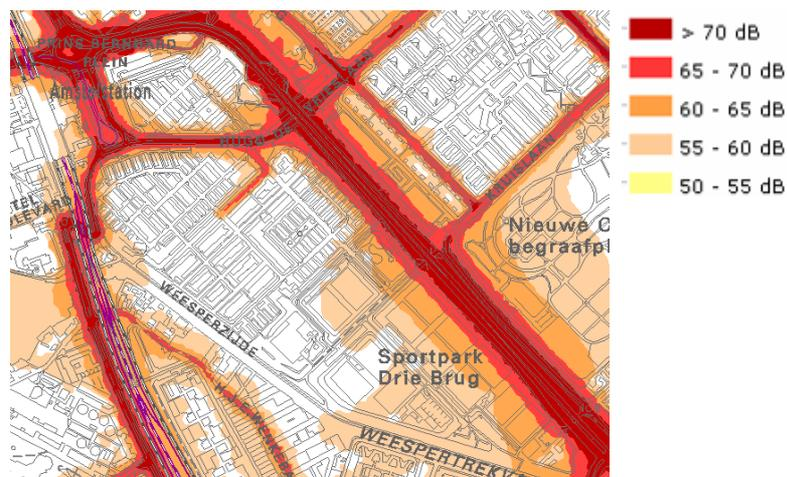 PRINS BERNHARD
PLEIN
Amstelstation
KRUISLAAN
Nieuwe O
begraafpl
WEESPERZIJDE
Sportpark
Drie Brug
WEESPERTREKV
> 70 dB
65 - 70 dB
60 - 65 dB
55 - 60 dB
50 - 55 dB